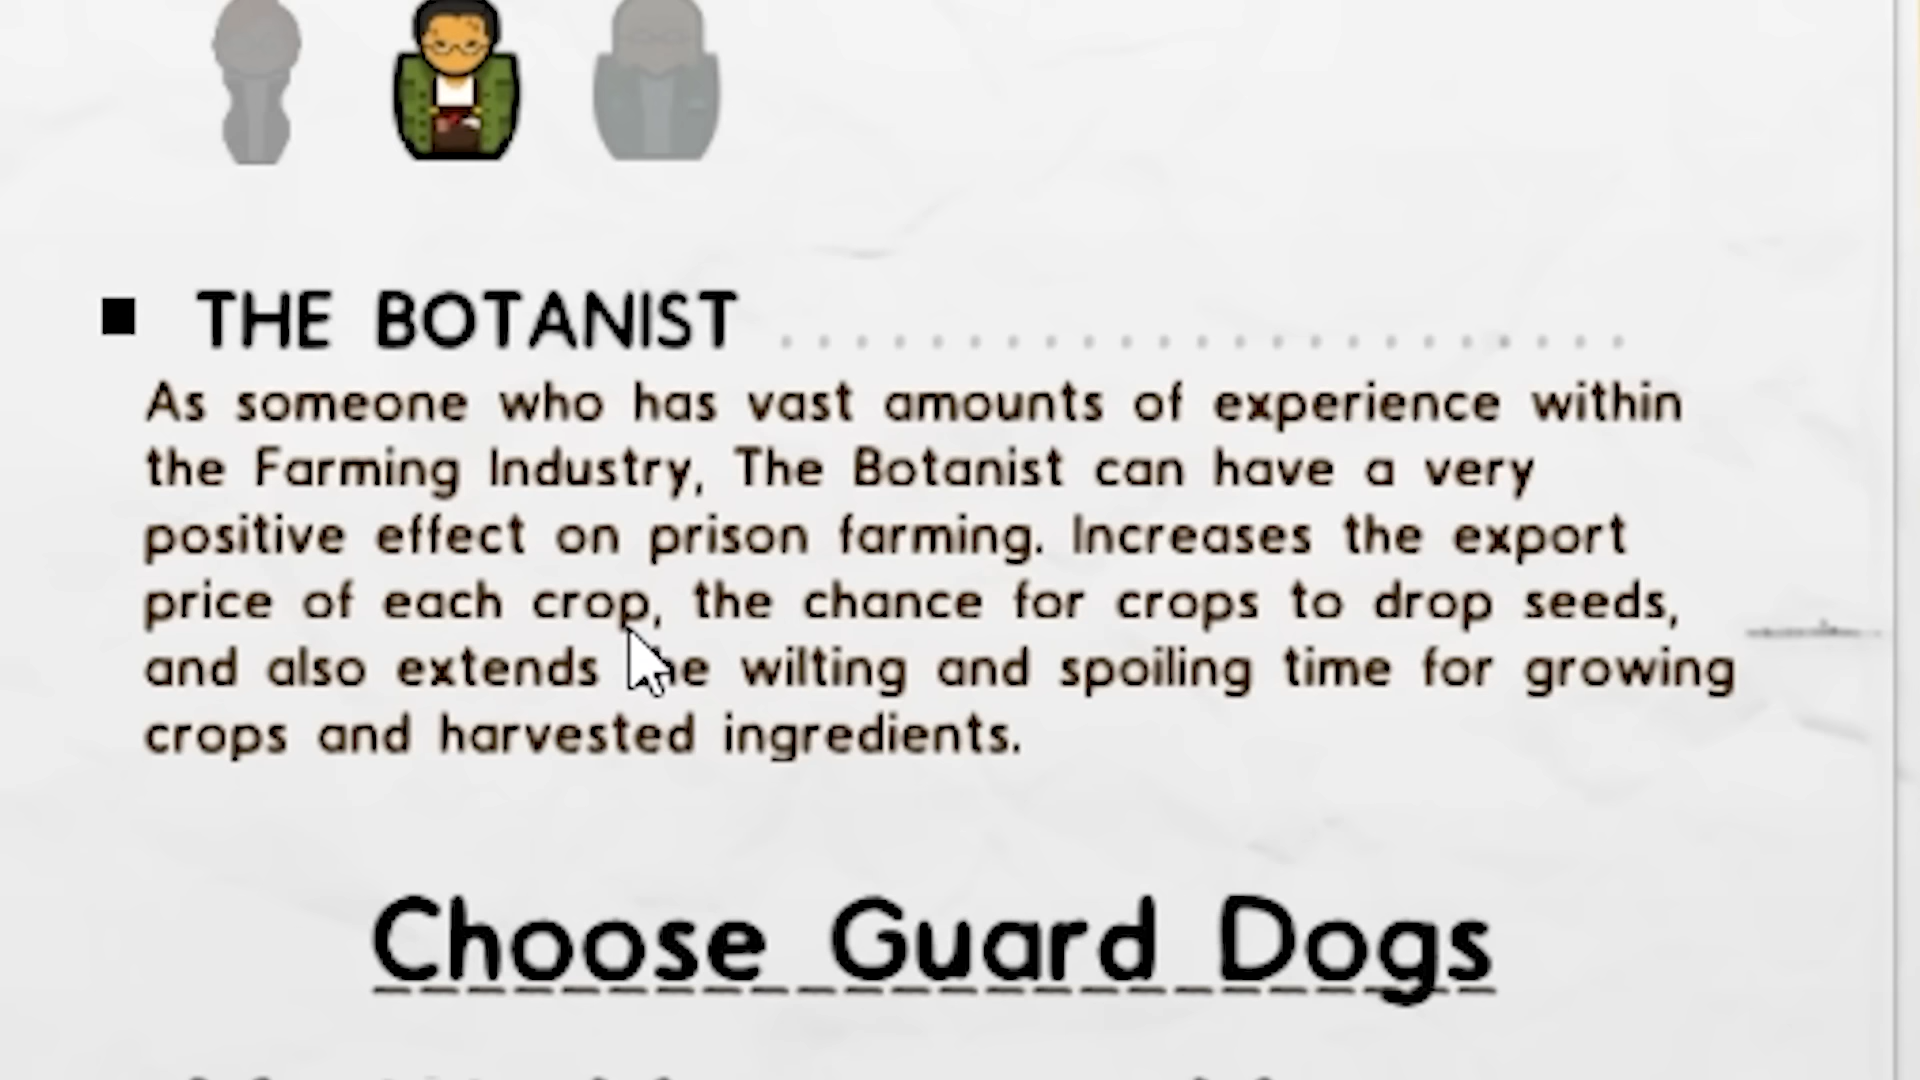 THE BOTANIST
As someone who has vast amounts of experience within
the Farming Industry, The Botanist can have a very
positive effect on prison farming. Increases the export
price of each crop, the chance for crops to drop seeds,
and also extends the wilting and spoiling time for growing
crops and harvested ingredients.
Choose Guard Dogs